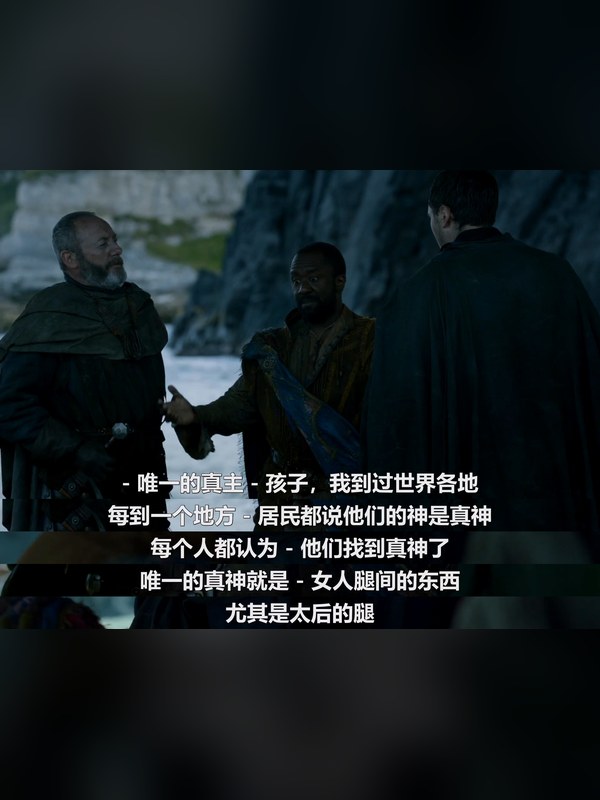 - 唯一的真主 - 孩子，我到过世界各地
每到一个地方 - 居民都说他们的神是真神
每个人都认为 - 他们找到真神了
唯一的真神就是 - 女人腿间的东西
尤其是太后的腿